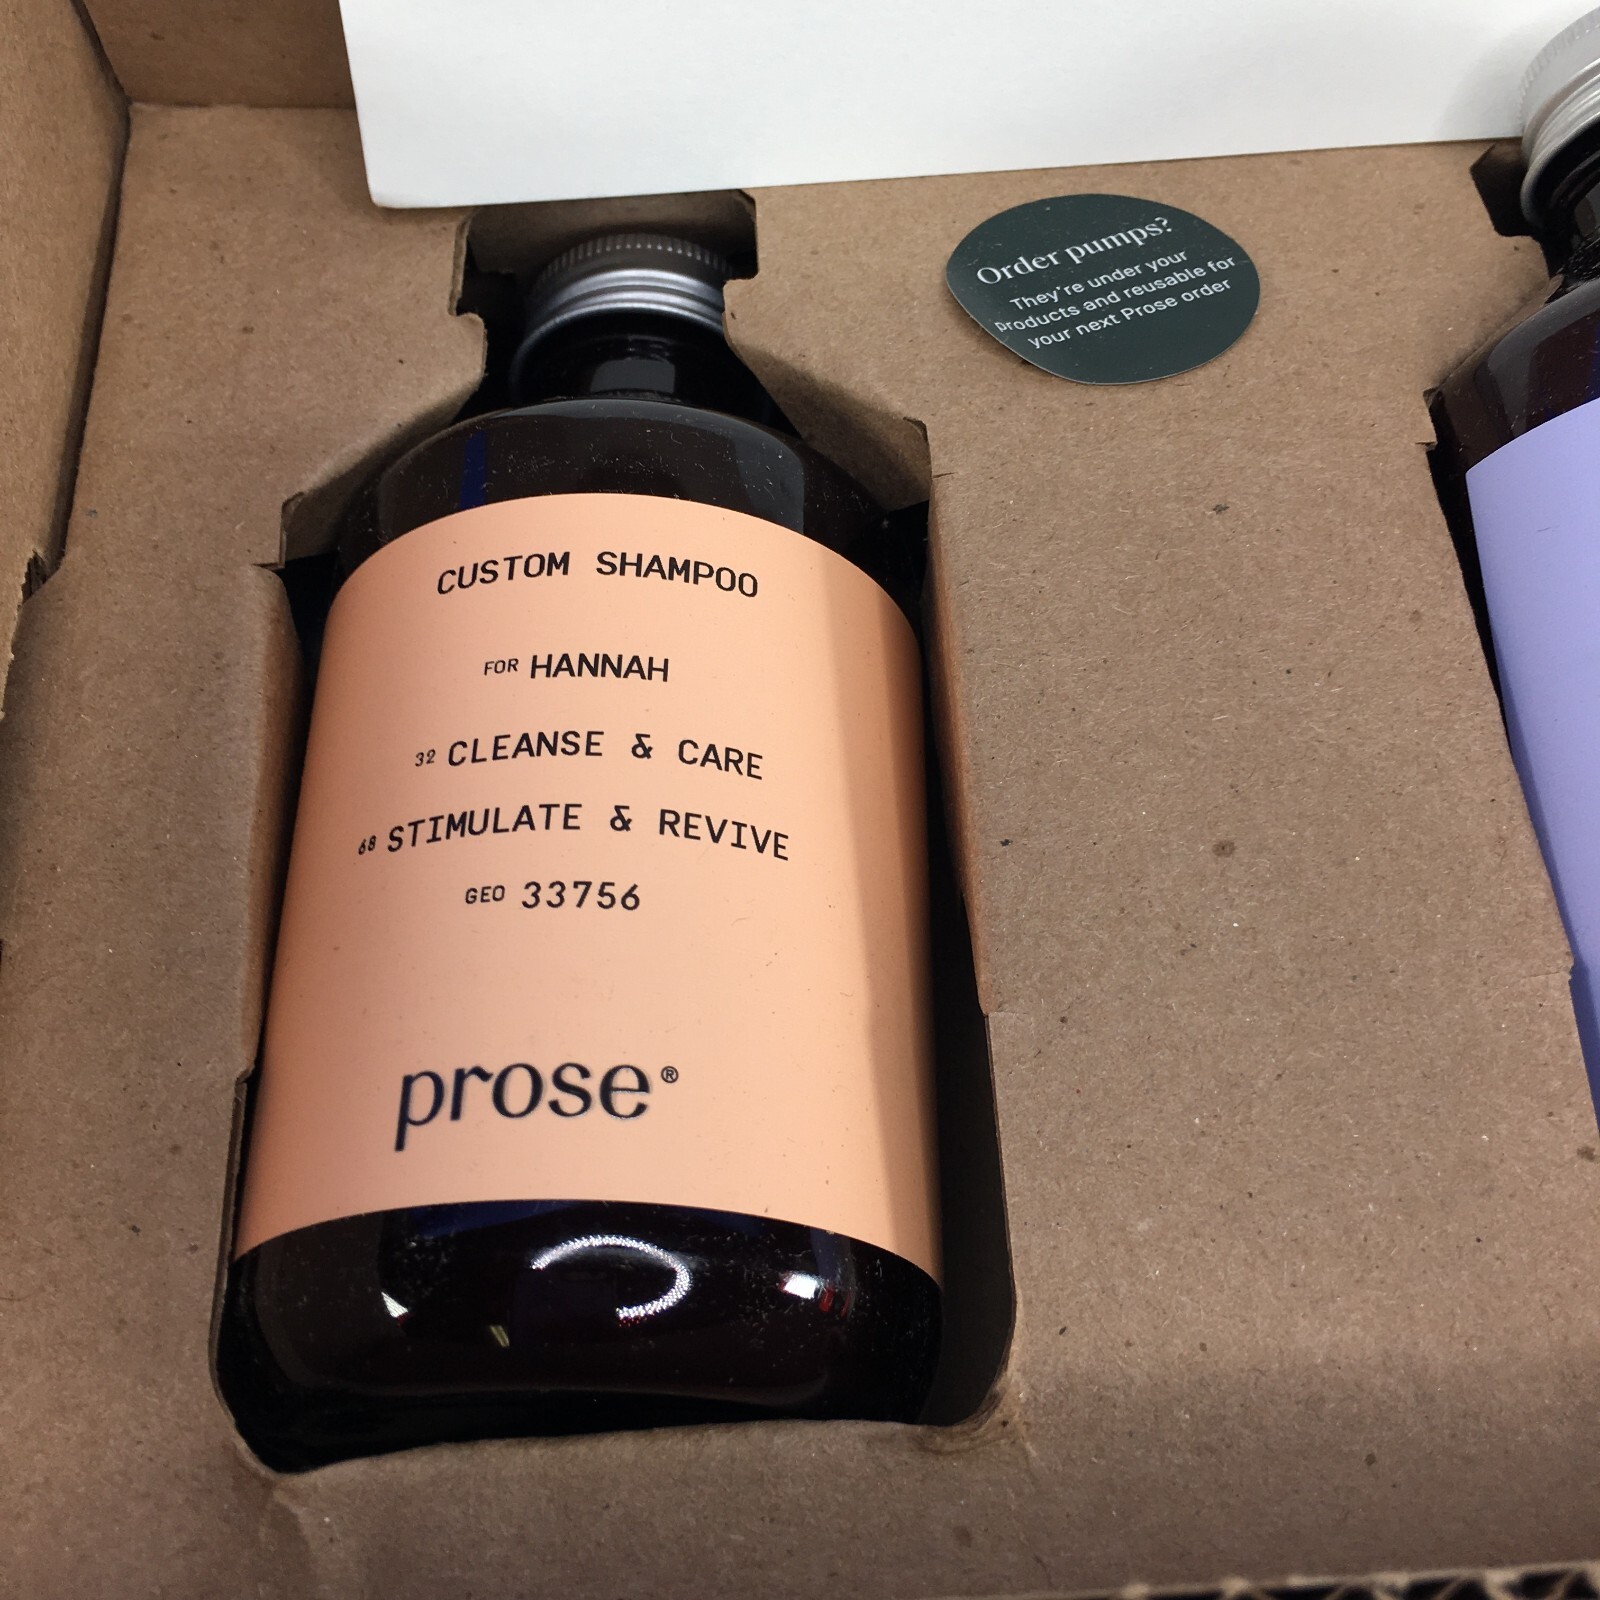 Order pumps?
They're under your
products and reusable for
your next Prose order
CUSTOM SHAMPOO
FOR HANNAH
32 CLEANSE & CARE
68 STIMULATE & REVIVE
GEO 33756
prose®